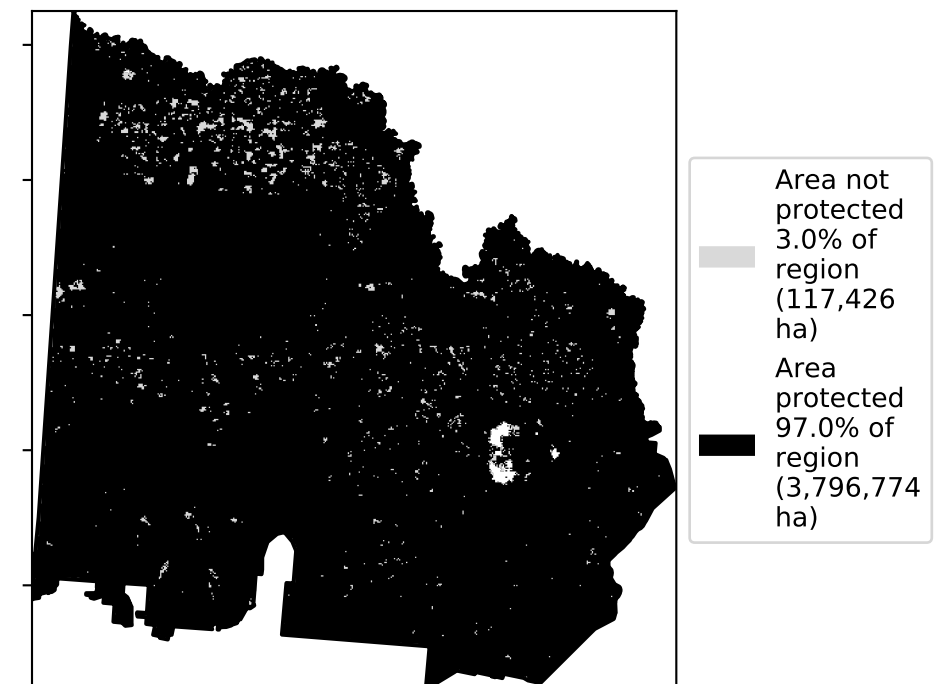 Area not
protected
3.0% of
region
(117,426
ha)
Area
protected
97.0% of
region
(3,796,774
ha)